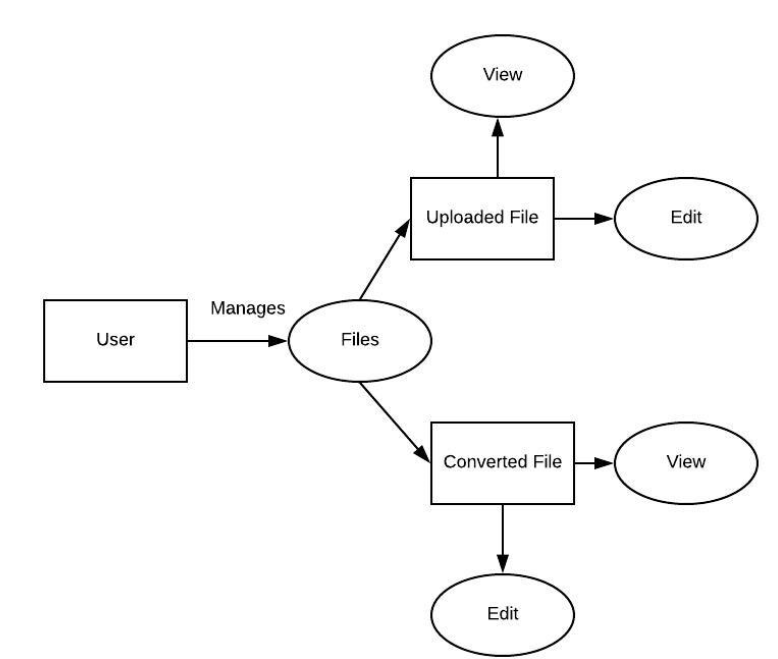 View
Uploaded File
Edit
Manages
User
Files
Converted File
View
Edit